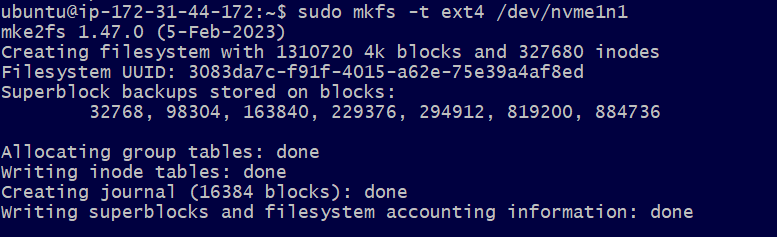 ubuntu@ip-172-31-44-172:~$ sudo mkfs -t ext4 /dev/nvme1n1
mke2fs 1.47.0 (5-Feb-2023)
Creating filesystem with 1310720 4k blocks and 327680 inodes
Filesystem UUID: 3083da7c-f91f-4015-a62e-75e39a4af8ed
Superblock backups stored on blocks:
        32768, 98304, 163840, 229376, 294912, 819200, 884736

Allocating group tables: done
Writing inode tables: done
Creating journal (16384 blocks): done
Writing superblocks and filesystem accounting information: done